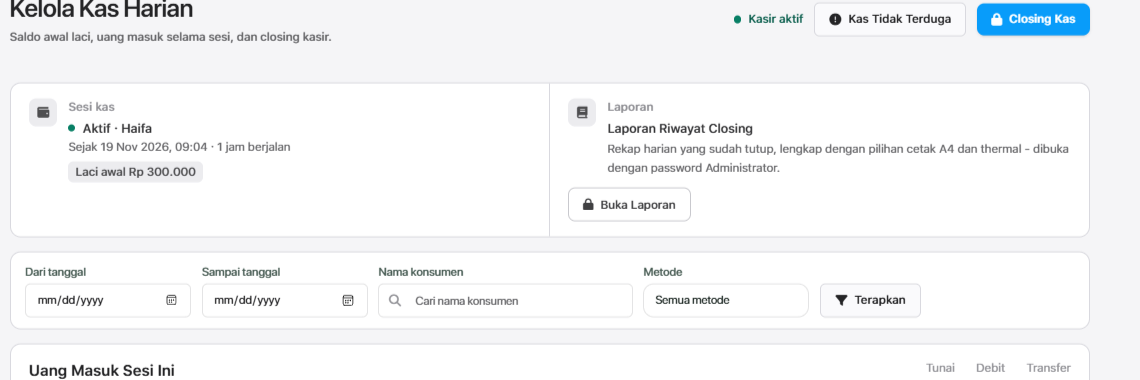 Kelola Kas Harian
Saldo awal laci, uang masuk selama sesi, dan closing kasir.
Kasir aktif
Kas Tidak Terduga
Closing Kas
Sesi kas
Aktif · Haifa
Sejak 19 Nov 2026, 09:04 · 1 jam berjalan
Laci awal Rp 300.000
Laporan
Laporan Riwayat Closing
Rekap harian yang sudah tutup, lengkap dengan pilihan cetak A4 dan thermal - dibuka
dengan password Administrator.
Buka Laporan
Dari tanggal
mm/dd/yyyy
Sampai tanggal
mm/dd/yyyy
Nama konsumen
Cari nama konsumen
Metode
Semua metode
Terapkan
Uang Masuk Sesi Ini
Tunai
Debit
Transfer